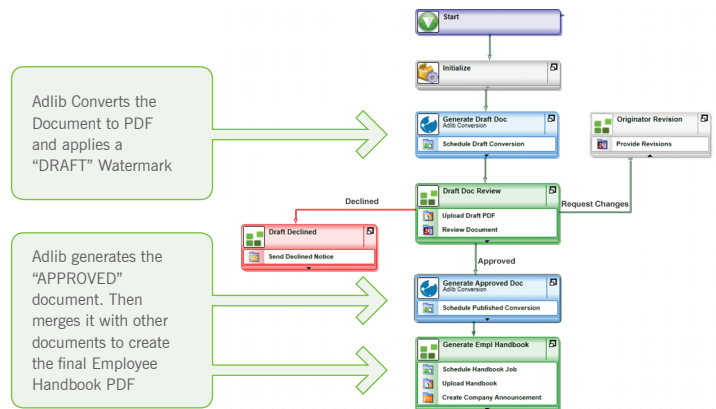 Start
Initialize
Adlib Converts the
Document to PDF
and applies a
“DRAFT” Watermark
Generate Draft Doc
Adlib Conversion
Schedule Draft Conversion
Originator Revision
Provide Revisions
Draft Doc Review
Upload Draft PDF
Review Document
Declined
Request Changes
Draft Declined
Send Declined Notice
Approved
Adlib generates the
“APPROVED”
document. Then
merges it with other
documents to create
the final Employee
Handbook PDF
Generate Approved Doc
Adlib Conversion
Schedule Published Conversion
Generate Empl Handbook
Schedule Handbook Job
Upload Handbook
Create Company Announcement